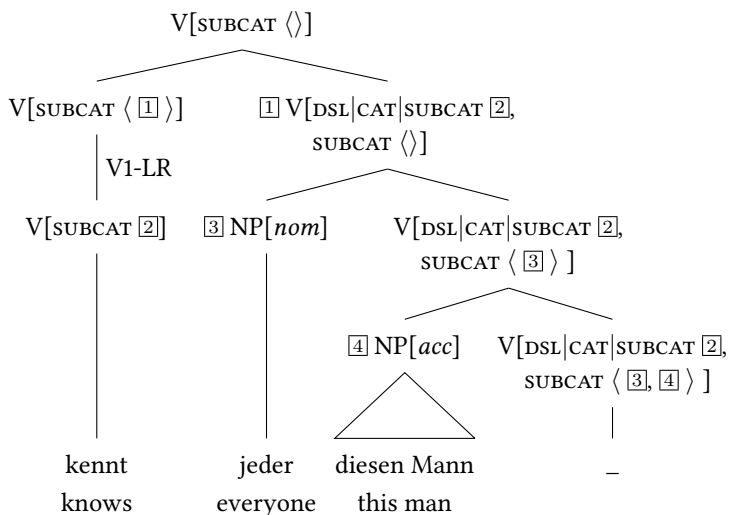 V[SUBCAT ⟨⟩]
V[SUBCAT ⟨ 1 ⟩] 1 V[DSL|CAT|SUBCAT 2,
SUBCAT ⟨⟩]
V1-LR
V[SUBCAT 2] 3 NP[nom] V[DSL|CAT|SUBCAT 2,
SUBCAT ⟨ 3 ⟩ ]
4 NP[acc] V[DSL|CAT|SUBCAT 2,
SUBCAT ⟨ 3, 4 ⟩ ]
kennt jeder diesen Mann _
knows everyone this man